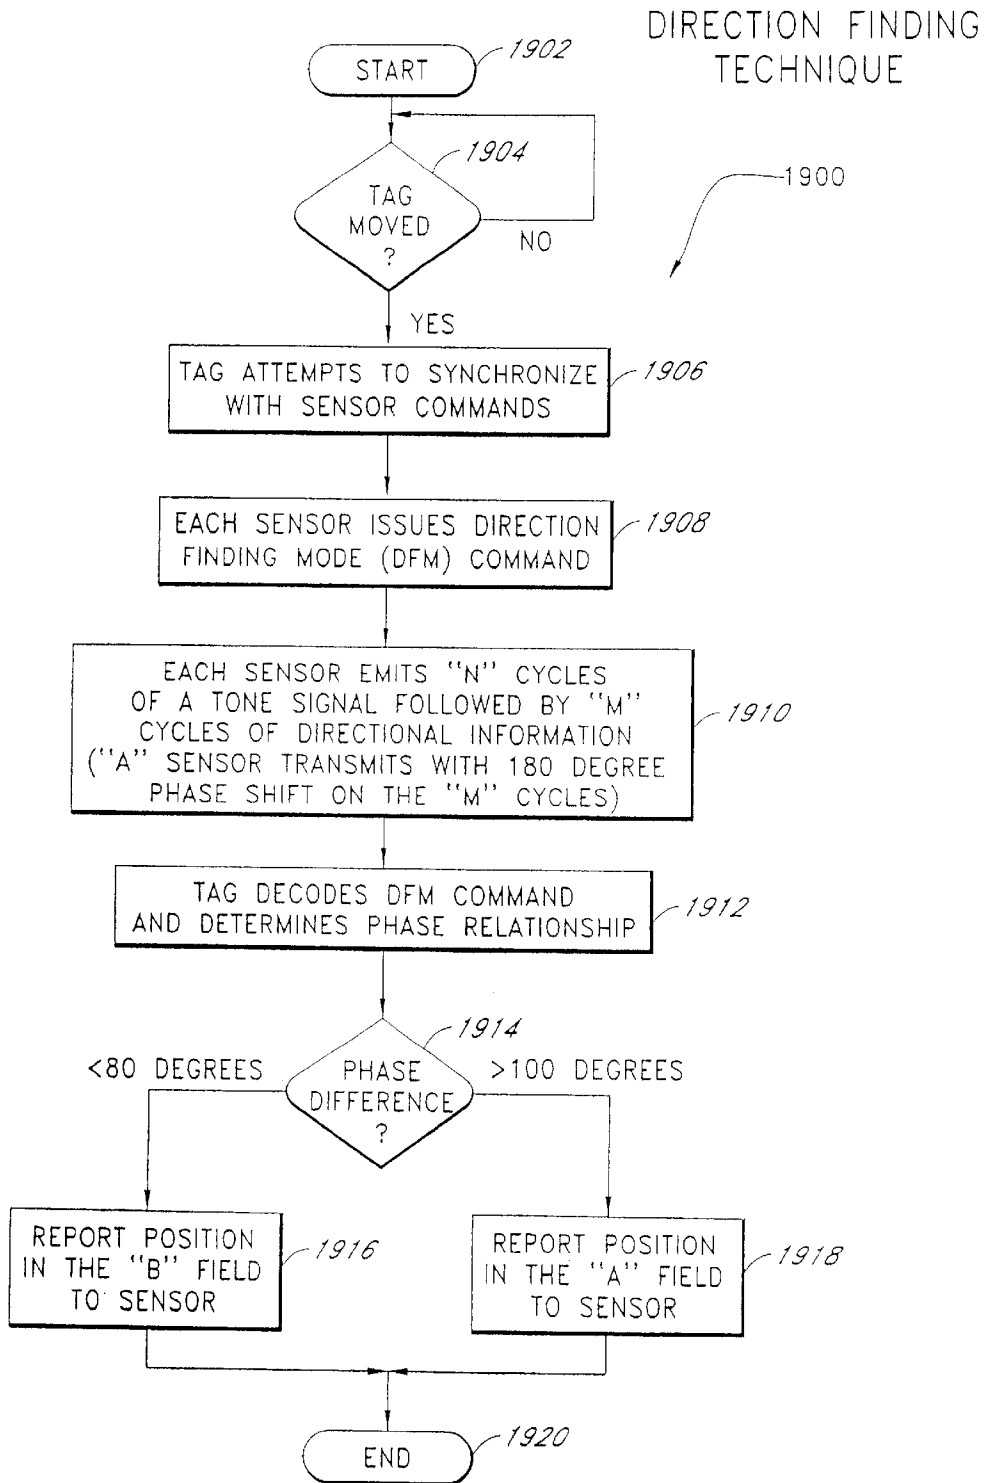 DIRECTION FINDING
TECHNIQUE
START
1902
1904
TAG
MOVED
?
NO
1900
YES
TAG ATTEMPTS TO SYNCHRONIZE
WITH SENSOR COMMANDS
1906
EACH SENSOR ISSUES DIRECTION
FINDING MODE (DFM) COMMAND
1908
EACH SENSOR EMITS "N" CYCLES
OF A TONE SIGNAL FOLLOWED BY "M"
CYCLES OF DIRECTIONAL INFORMATION
("A" SENSOR TRANSMITS WITH 180 DEGREE
PHASE SHIFT ON THE "M" CYCLES)
1910
TAG DECODES DFM COMMAND
AND DETERMINES PHASE RELATIONSHIP
1912
1914
<80 DEGREES
PHASE
DIFFERENCE
?
>100 DEGREES
REPORT POSITION
IN THE "B" FIELD
TO SENSOR
1916
REPORT POSITION
IN THE "A" FIELD
TO SENSOR
1918
END
1920